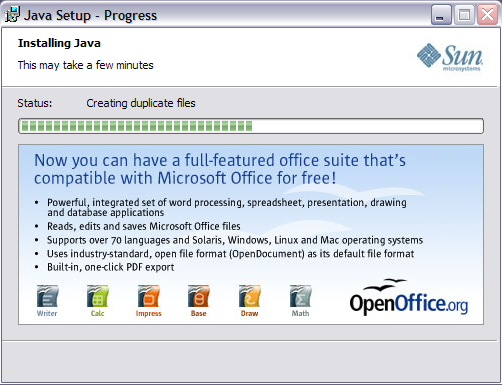 Java Setup - Progress
Installing Java
This may take a few minutes
Sun
microsystems
Status: Creating duplicate files
Now you can have a full-featured office suite that's
compatible with Microsoft Office for free!
• Powerful, integrated set of word processing, spreadsheet, presentation, drawing
and database applications
• Reads, edits and saves Microsoft Office files
• Supports over 70 languages and Solaris, Windows, Linux and Mac operating systems
• Uses industry-standard, open file format (OpenDocument) as its default file format
• Built-in, one-click PDF export
Writer Calc Impress Base Draw Math
OpenOffice.org